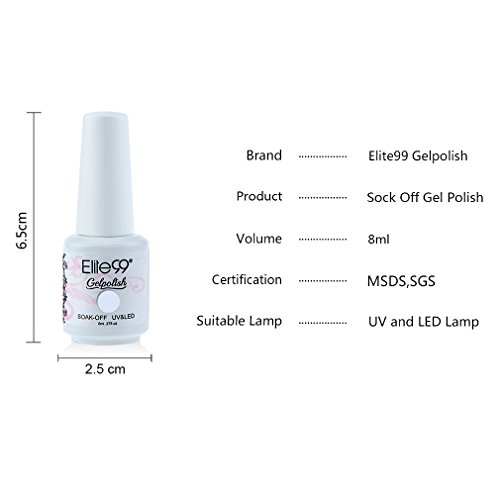 6.5cm
Elite99®
Gelpolish
SOAK-OFF UV&LED
2.5 cm
Brand .................. Elite99 Gelpolish
Product .................. Sock Off Gel Polish
Volume .................. 8ml
Certification .................. MSDS,SGS
Suitable Lamp .................. UV and LED Lamp